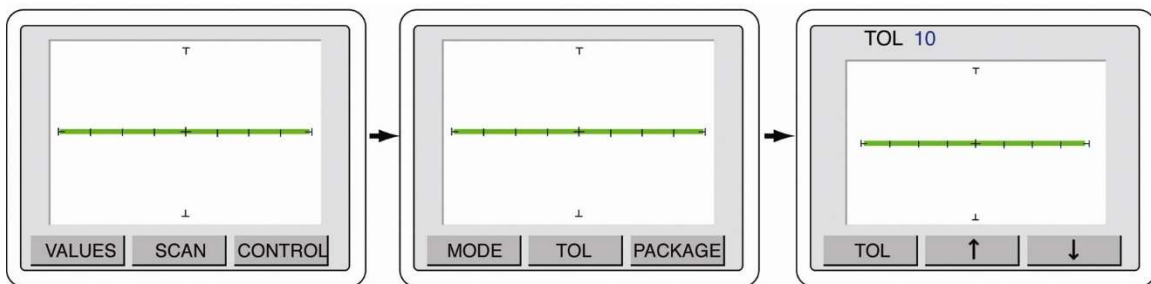 VALUES SCAN CONTROL
MODE TOL PACKAGE
TOL 10
TOL ↑ ↓